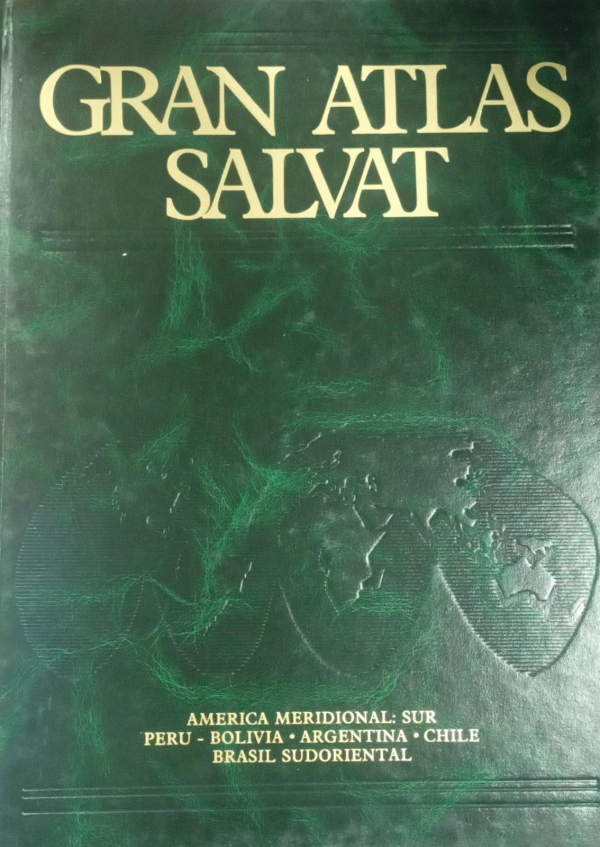 GRAN ATLAS
SALVAT
AMERICA MERIDIONAL: SUR
PERU - BOLIVIA • ARGENTINA • CHILE
BRASIL SUDORIENTAL